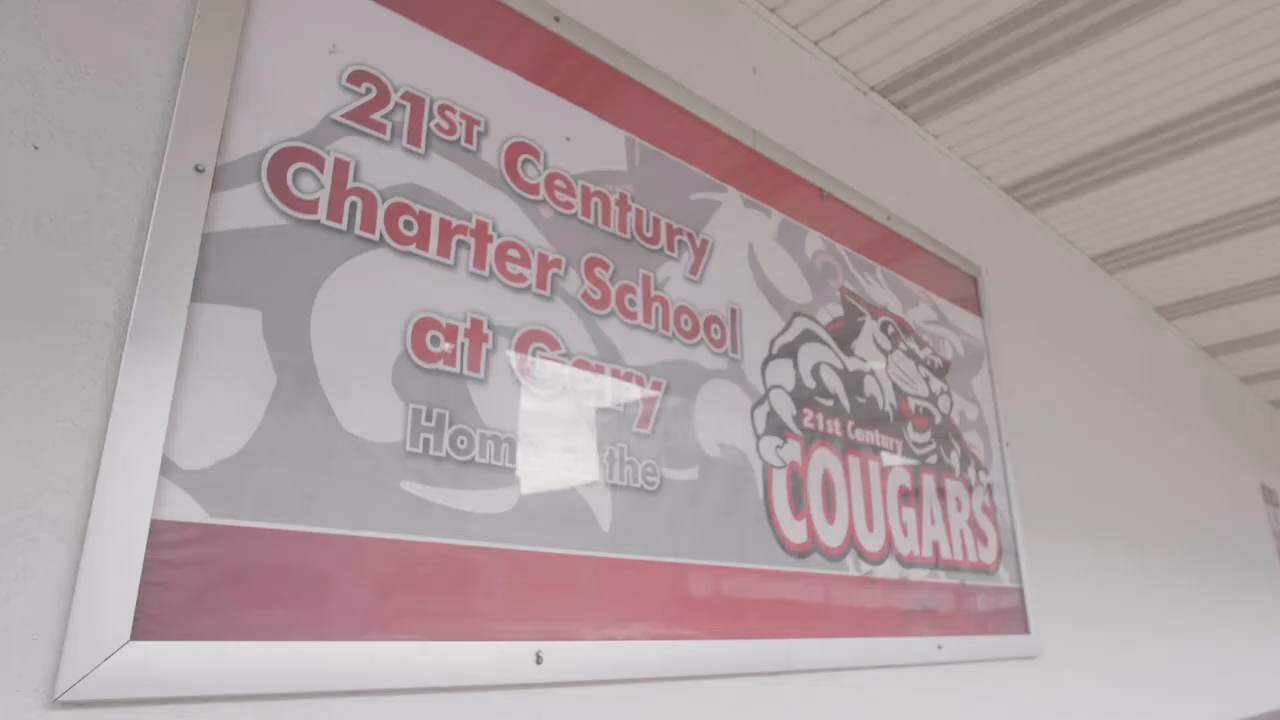 21ST Century
Charter School
at Gary
Home of the
21st Century
COUGARS